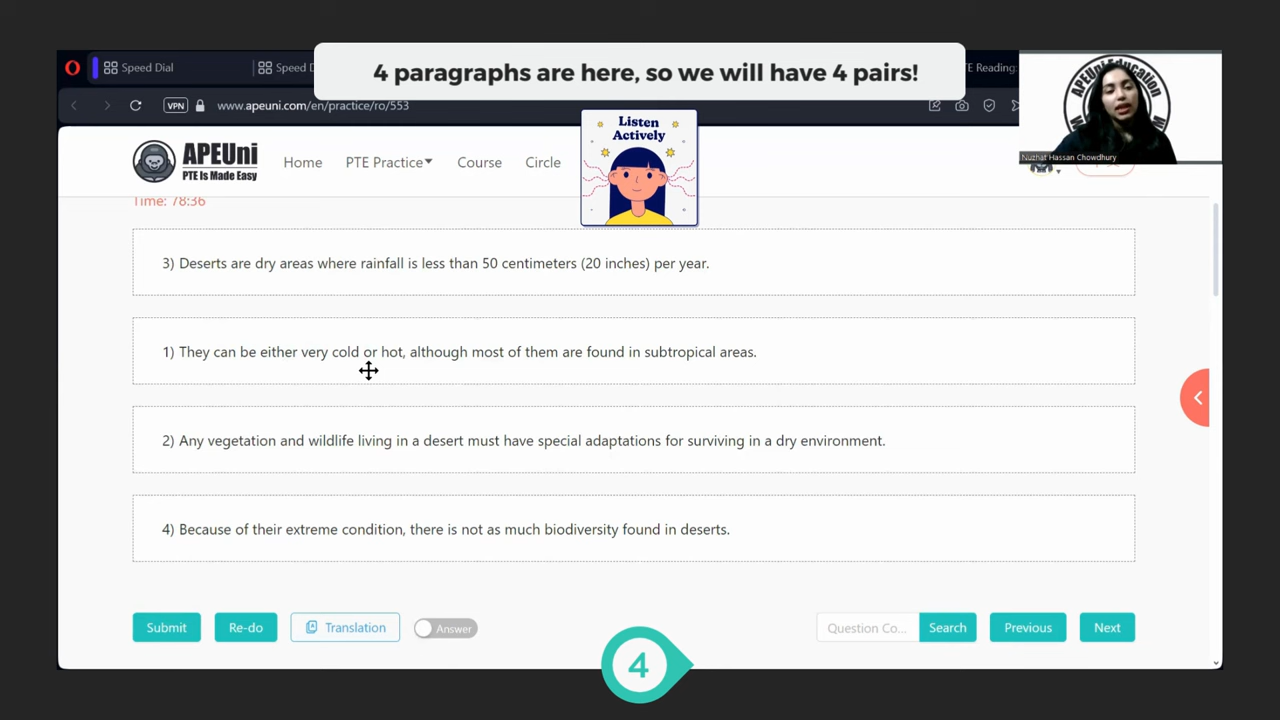 4 paragraphs are here, so we will have 4 pairs!
Speed Dial
Speed D
TE Reading:
VPN
www.apeuni.com/en/practice/ro/553
Listen
Actively
APEUni Education
Nuzhat Hassan Chowdhury
APEUni
PTE Is Made Easy
Home
PTE Practice
Course
Circle
Time: 78:36
3) Deserts are dry areas where rainfall is less than 50 centimeters (20 inches) per year.
1) They can be either very cold or hot, although most of them are found in subtropical areas.
2) Any vegetation and wildlife living in a desert must have special adaptations for surviving in a dry environment.
4) Because of their extreme condition, there is not as much biodiversity found in deserts.
Submit
Re-do
Translation
Answer
Question Co...
Search
Previous
Next
4